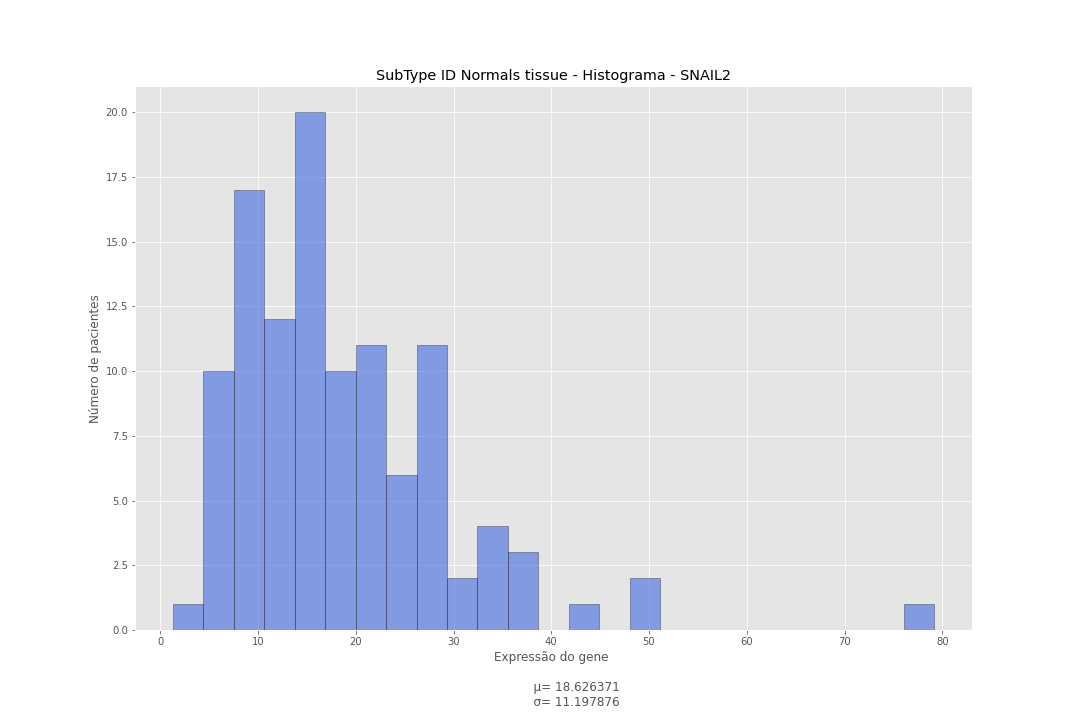 SubType ID Normals tissue - Histograma - SNAIL2
20.0
17.5
15.0
12.5
10.0
7.5
5.0
2.5
0.0
Número de pacientes
0 10 20 30 40 50 60 70 80
Expressão do gene
μ= 18.626371
σ= 11.197876